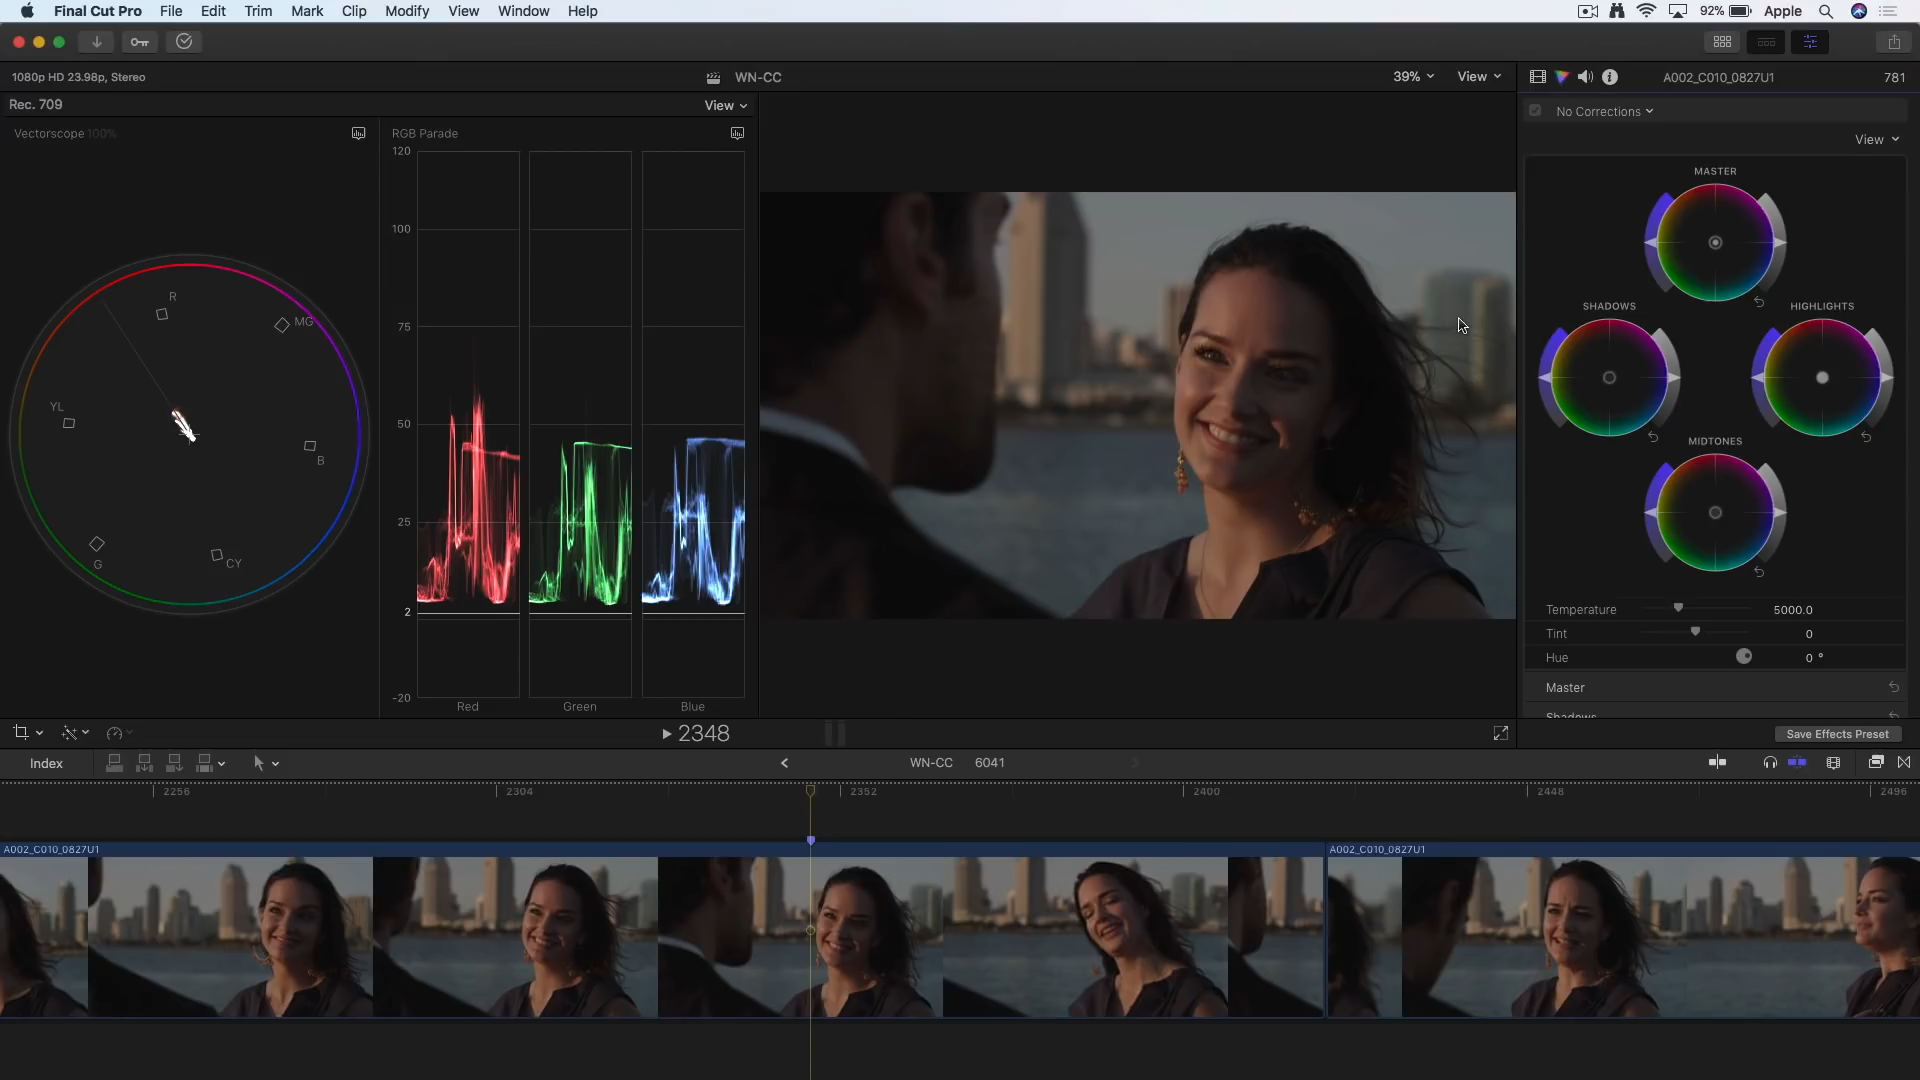 Final Cut Pro File Edit Trim Mark Clip Modify View Window Help 92% Apple
1080p HD 23.98p, Stereo WN-CC 39% View A002_C010_0827U1 781
Rec. 709 View No Corrections
Vectorscope 100% RGB Parade View
120
100
75
50
25
2
-20
R
MG
YL
B
G
CY
Red Green Blue
MASTER
SHADOWS HIGHLIGHTS
MIDTONES
Temperature 5000.0
Tint 0
Hue 0 °
Master
Shadows
2348 Save Effects Preset
Index WN-CC 6041
2256 2304 2352 2400 2448 2496
A002_C010_0827U1 A002_C010_0827U1